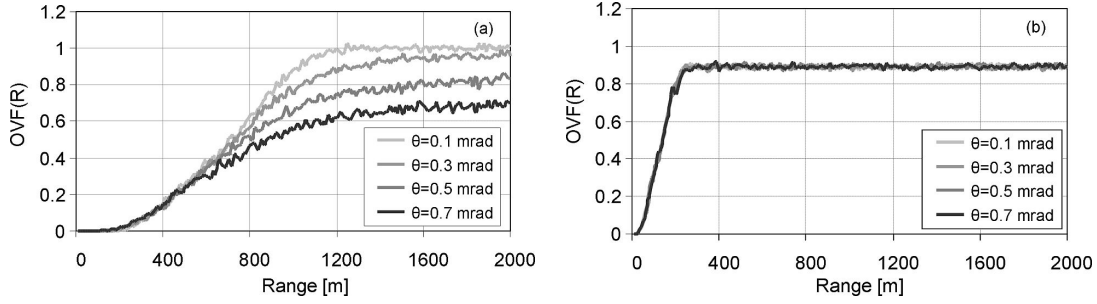 1.2
1
0.8
0.6
0.4
0.2
0
OVF(R)
(a)
θ=0.1 mrad
θ=0.3 mrad
θ=0.5 mrad
θ=0.7 mrad
0 400 800 1200 1600 2000
Range [m]
1.2
1
0.8
0.6
0.4
0.2
0
OVF(R)
(b)
θ=0.1 mrad
θ=0.3 mrad
θ=0.5 mrad
θ=0.7 mrad
0 400 800 1200 1600 2000
Range [m]